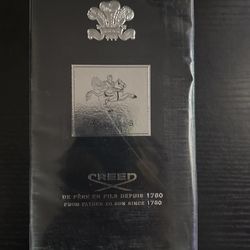 CREED
DE PÈRE EN FILS DEPUIS 1760
FROM FATHER TO SON SINCE 1760